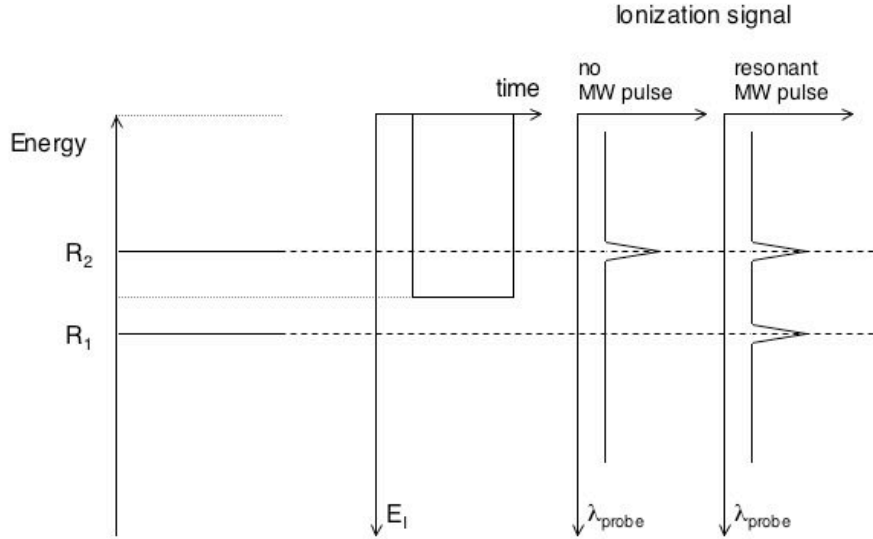 Ionization signal
no
MW pulse
resonant
MW pulse
time
Energy
R2
R1
EI
λprobe
λprobe